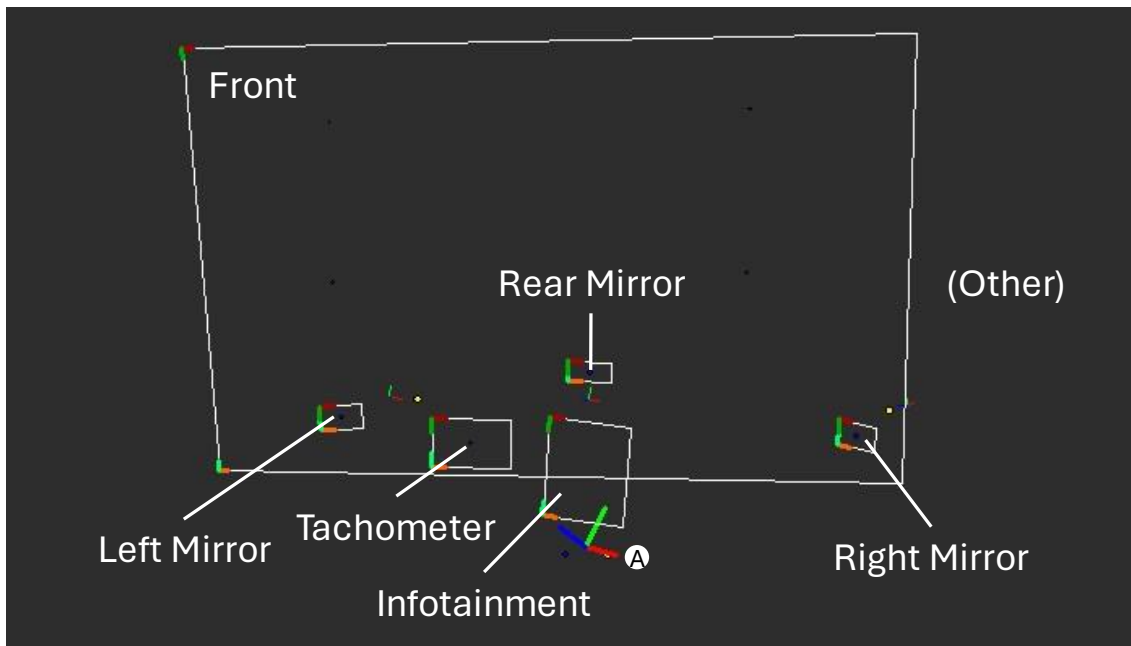 Front
Rear Mirror
(Other)
Tachometer
Left Mirror
A
Right Mirror
Infotainment